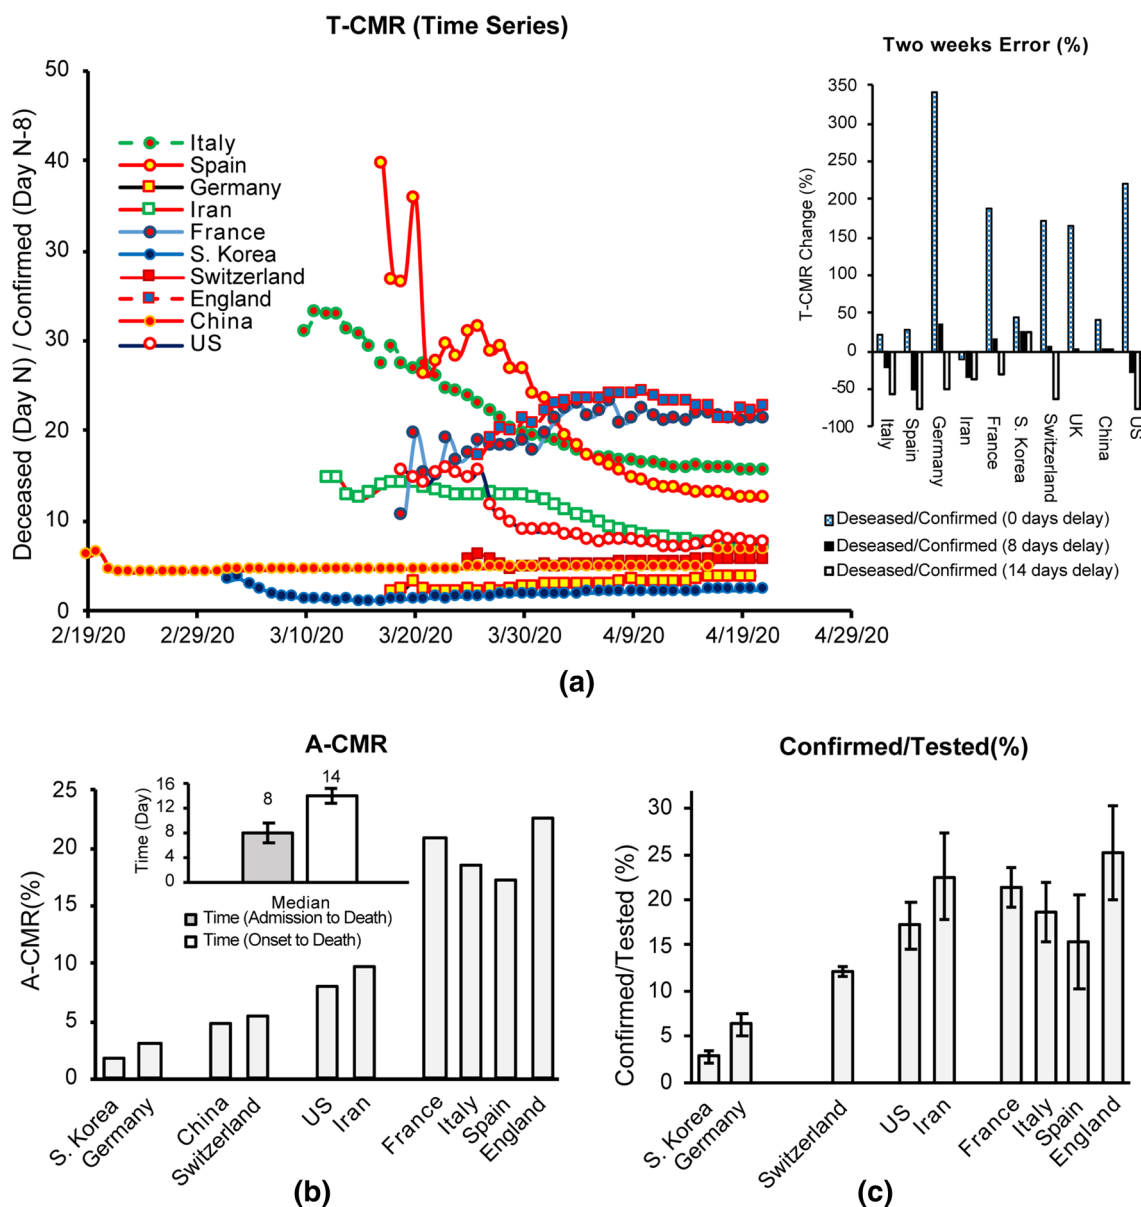 T-CMR (Time Series)
Deceased (Day N) / Confirmed (Day N-8)
50
40
30
20
10
0
Italy
Spain
Germany
Iran
France
S. Korea
Switzerland
England
China
US
2/19/20 2/29/20 3/10/20 3/20/20 3/30/20 4/9/20 4/19/20 4/29/20
Two weeks Error (%)
T-CMR Change (%)
350
300
250
200
150
100
50
0
-50
-100
Italy Spain Germany Iran France S. Korea Switzerland UK China US
Deseased/Confirmed (0 days delay)
Deseased/Confirmed (8 days delay)
Deseased/Confirmed (14 days delay)
(a)
A-CMR
A-CMR(%)
25
20
15
10
5
0
Time (Day)
16
12
8
4
0
8 14
Median
Time (Admission to Death)
Time (Onset to Death)
S. Korea Germany China Switzerland US Iran France Italy Spain England
(b)
Confirmed/Tested(%)
Confirmed/Tested (%)
30
25
20
15
10
5
0
S. Korea Germany Switzerland US Iran France Italy Spain England
(c)